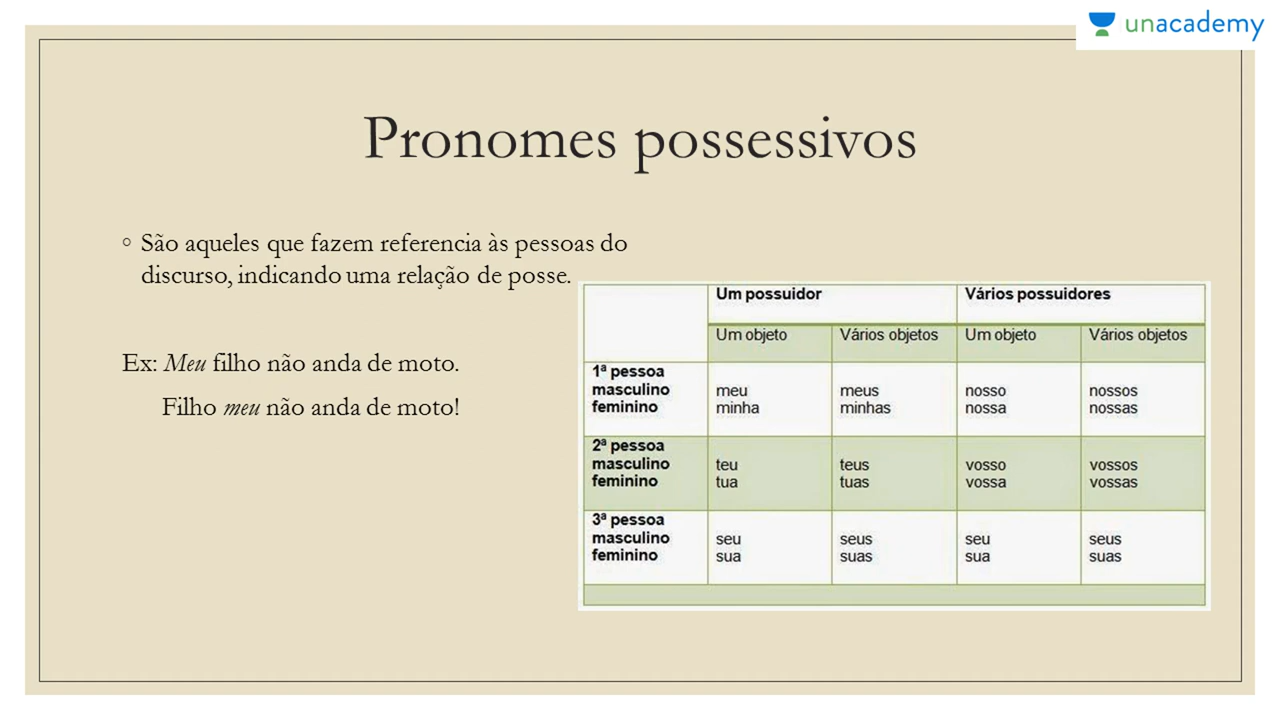 unacademy
Pronomes possessivos
São aqueles que fazem referencia às pessoas do
discurso, indicando uma relação de posse.
Ex: Meu filho não anda de moto.
Filho meu não anda de moto!
Um possuidor Vários possuidores
Um objeto Vários objetos Um objeto Vários objetos
1ª pessoa
masculino meu meus nosso nossos
feminino minha minhas nossa nossas
2ª pessoa
masculino teu teus vosso vossos
feminino tua tuas vossa vossas
3ª pessoa
masculino seu seus seu seus
feminino sua suas sua suas